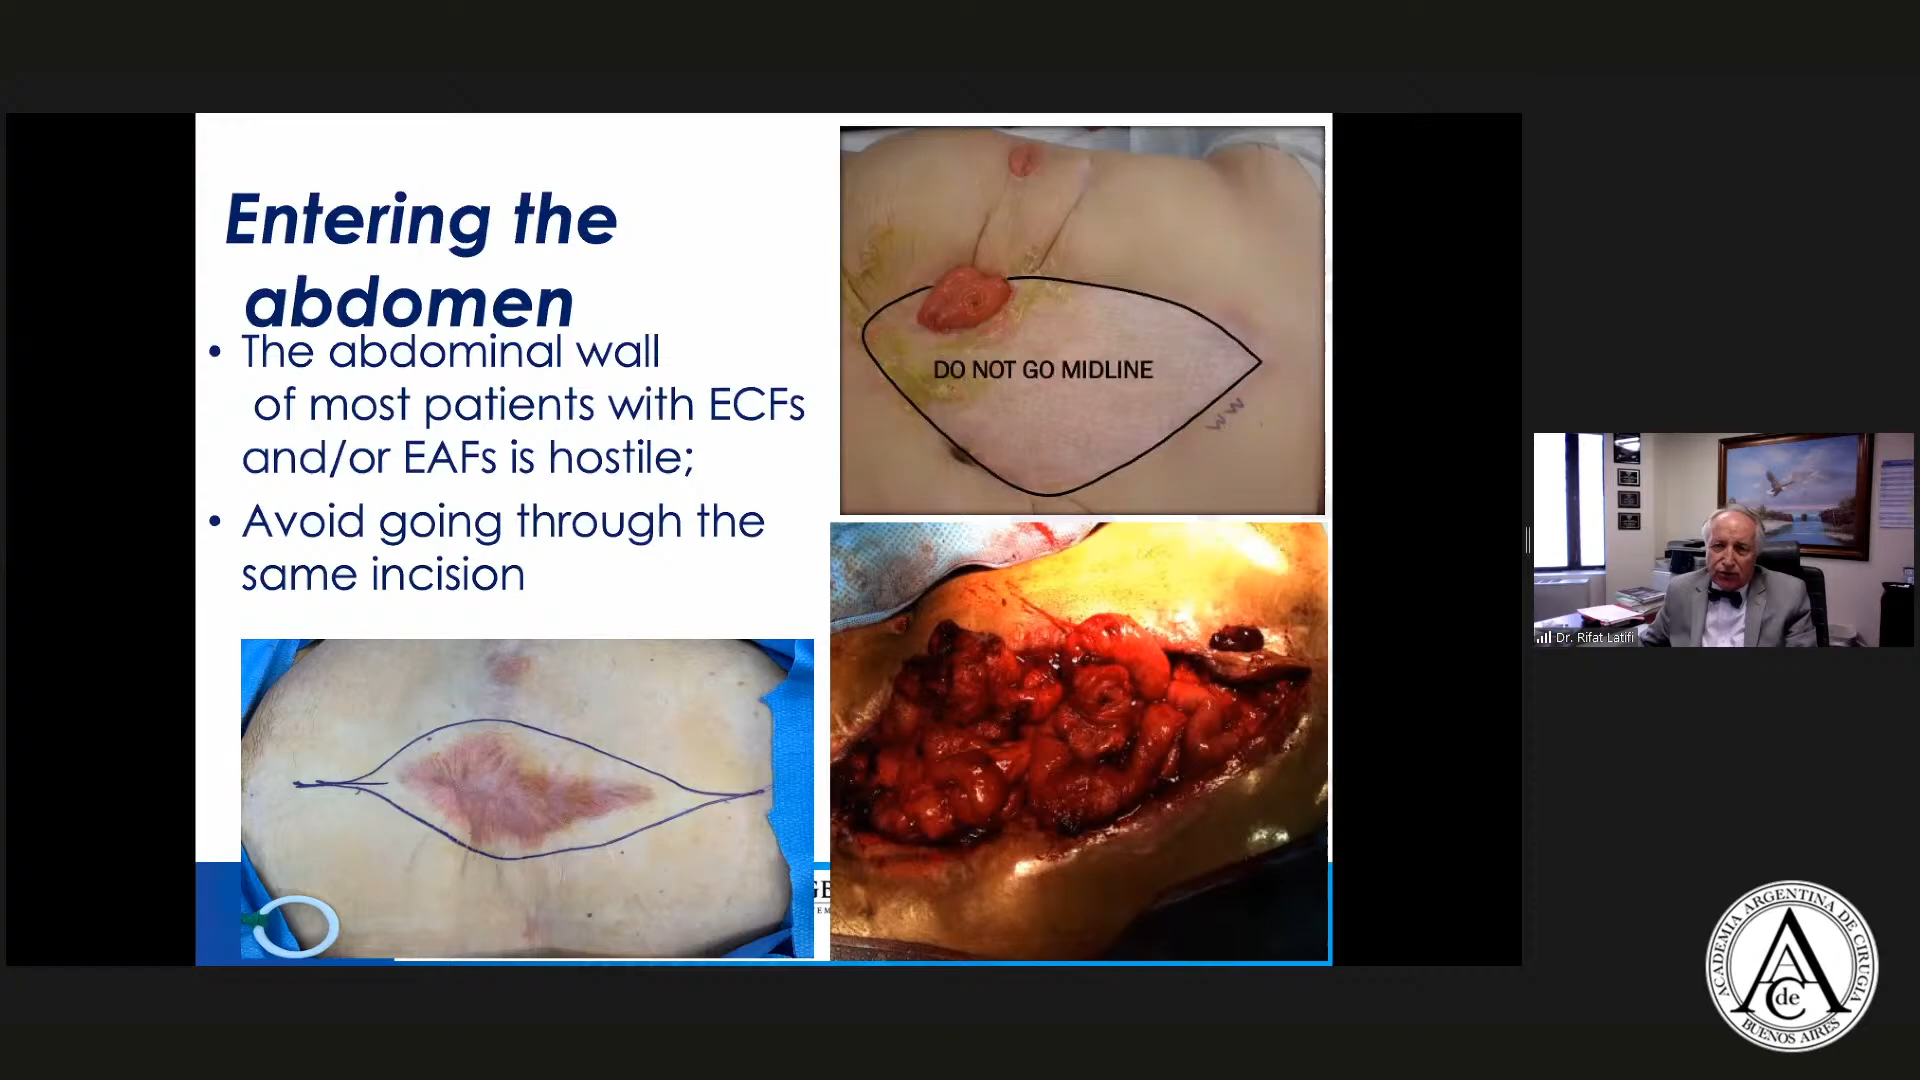 Entering the
abdomen
• The abdominal wall
of most patients with ECFs
and/or EAFs is hostile;
• Avoid going through the
same incision
DO NOT GO MIDLINE
Dr. Rifat Latifi
ACADEMIA ARGENTINA DE CIRUGIA
A
A
de
C
BUENOS AIRES